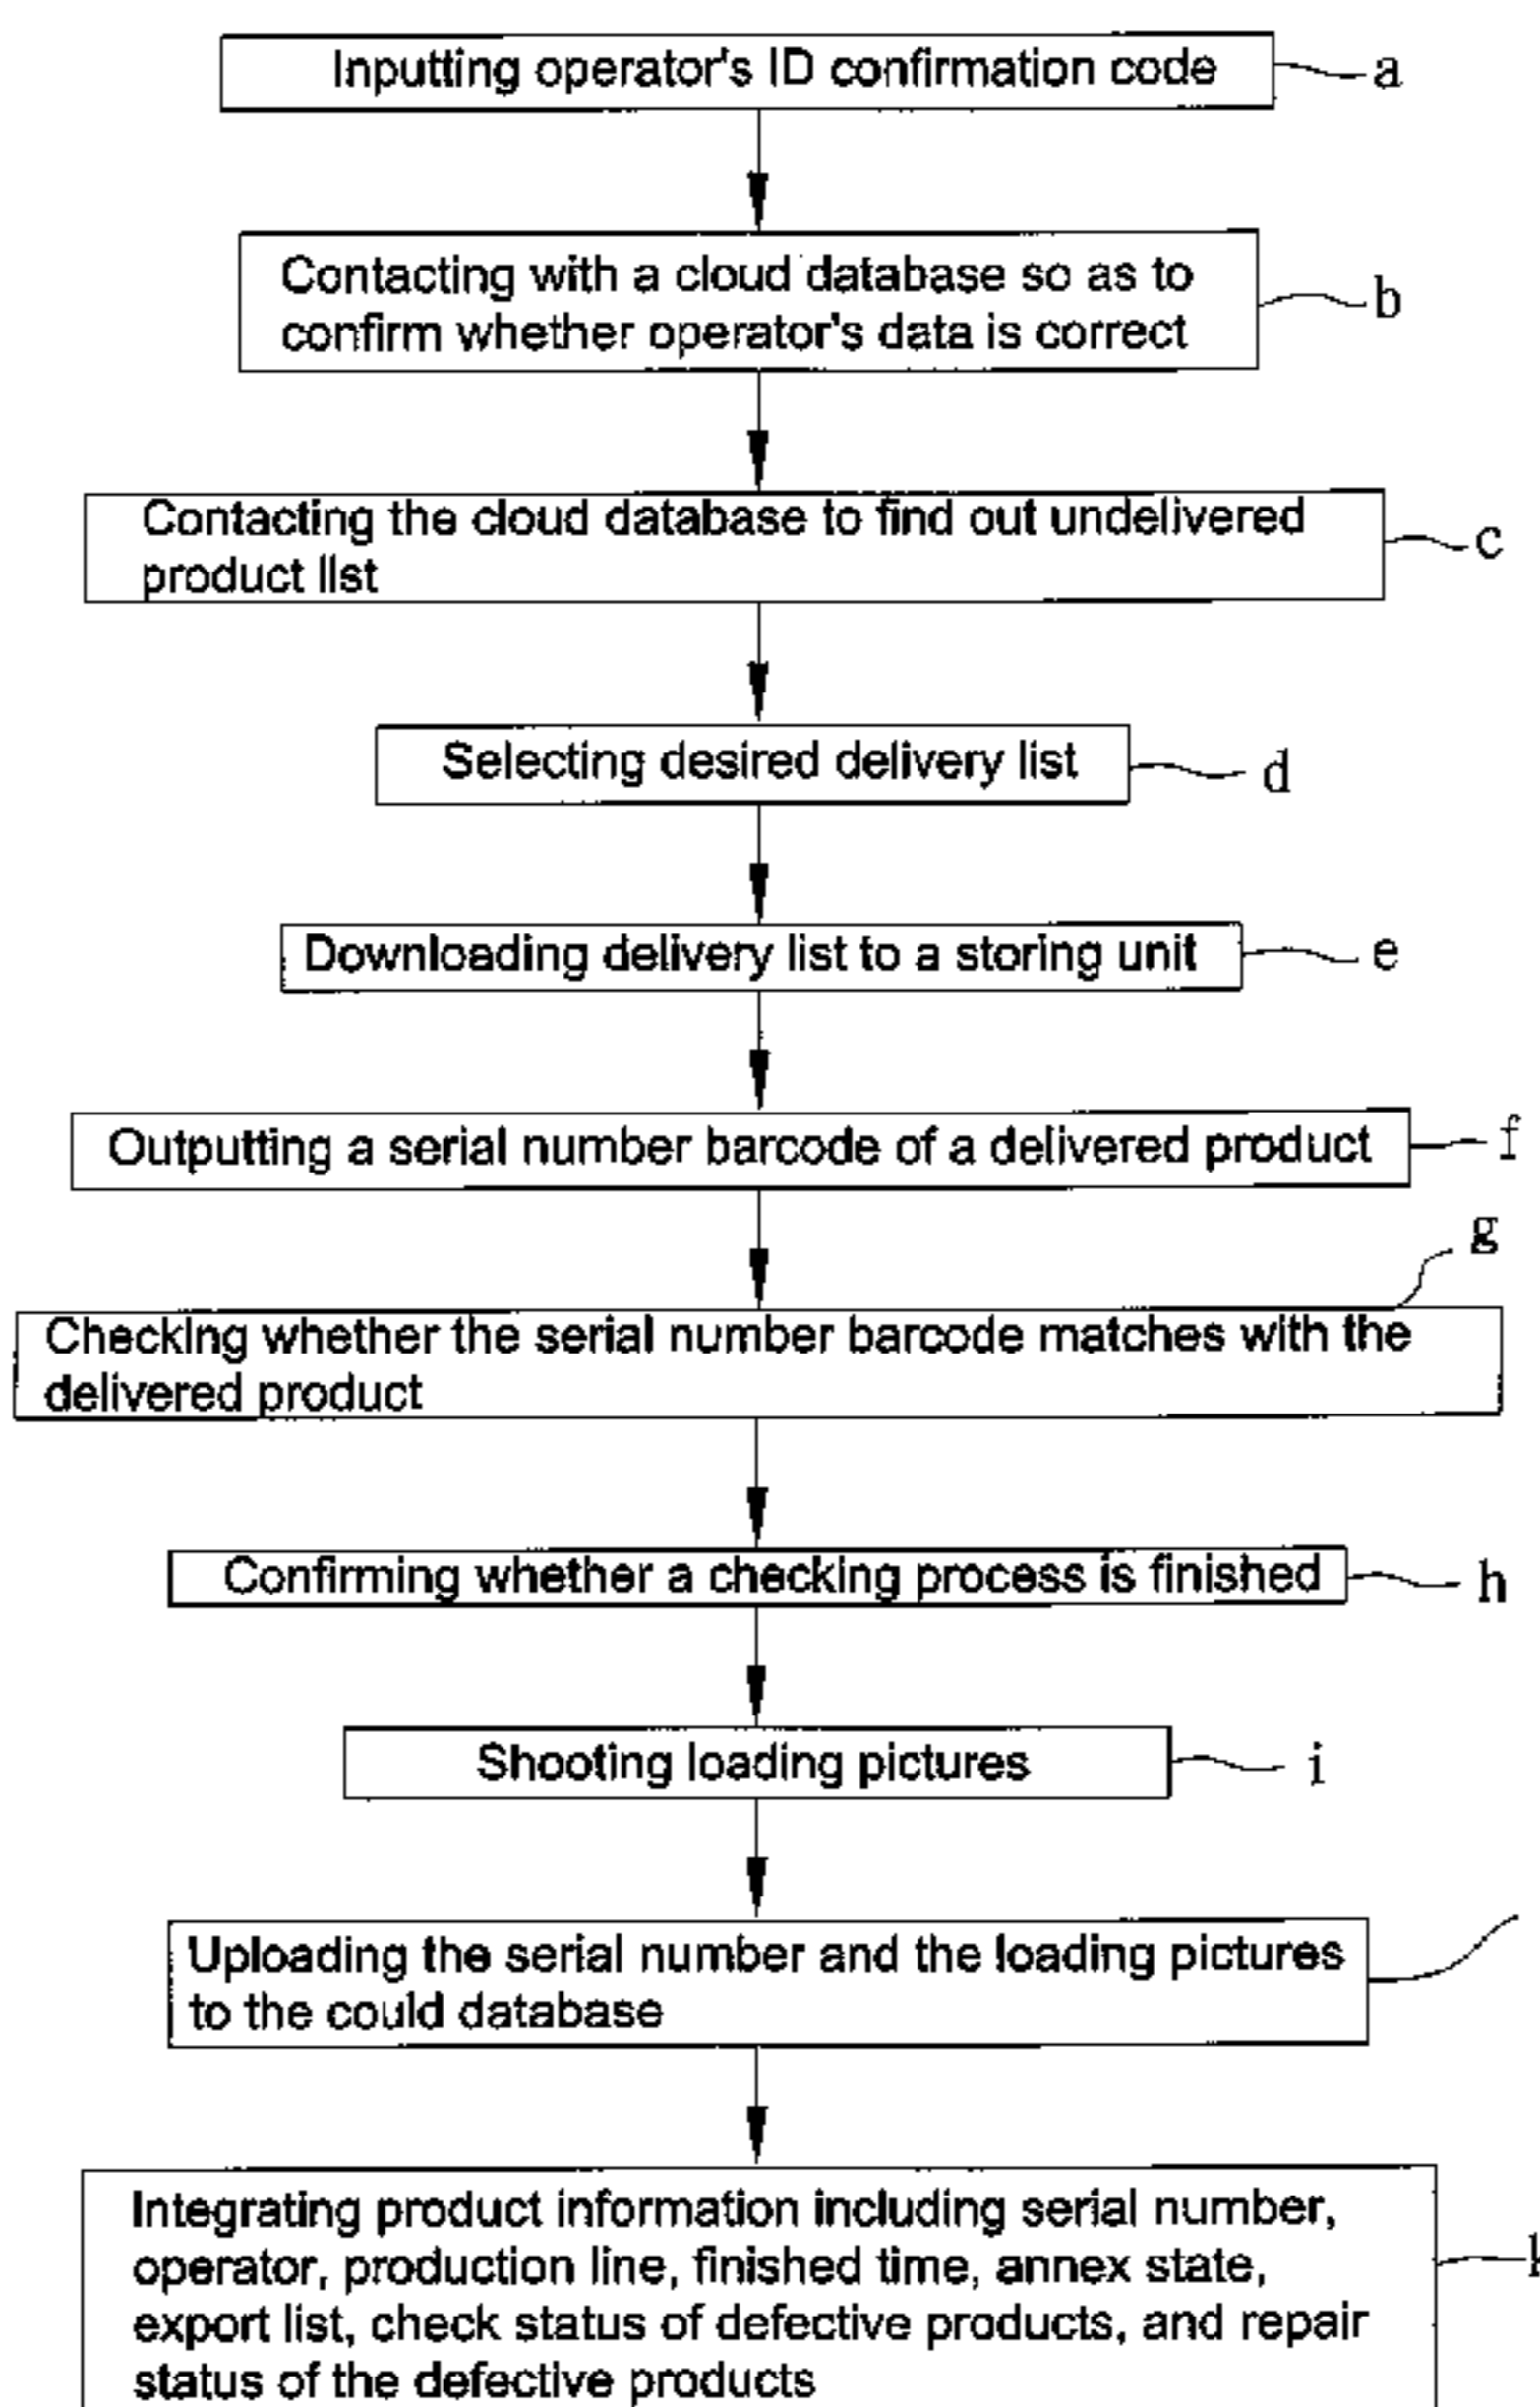 Inputting operator's ID confirmation code
a
Contacting with a cloud database so as to
confirm whether operator's data is correct
b
Contacting the cloud database to find out undelivered
product list
c
Selecting desired delivery list
d
Downloading delivery list to a storing unit
e
Outputting a serial number barcode of a delivered product
f
g
Checking whether the serial number barcode matches with the
delivered product
Confirming whether a checking process is finished
h
Shooting loading pictures
i
Uploading the serial number and the loading pictures
to the could database
Integrating product information including serial number,
operator, production line, finished time, annex state,
export list, check status of defective products, and repair
status of the defective products